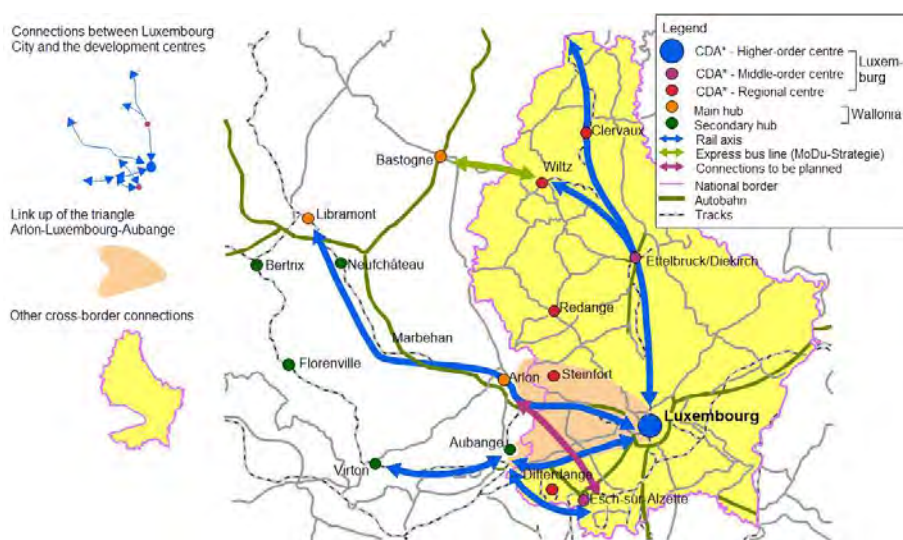 Connections between Luxembourg
City and the development centres
Link up of the triangle
Arlon-Luxembourg-Aubange
Other cross-border connections
Legend
CDA* - Higher-order centre
CDA* - Middle-order centre
CDA* - Regional centre
Luxem-
burg
Main hub
Secondary hub
Wallonia
Rail axis
Express bus line (MoDu-Strategie)
Connections to be planned
National border
Autobahn
Tracks
Clervaux
Bastogne
Wiltz
Libramont
Bertrix
Neufchâteau
Ettelbruck/Diekirch
Redange
Marbehan
Florenville
Arlon
Steinfort
Luxembourg
Aubange
Virton
Differdange
Esch-sur-Alzette